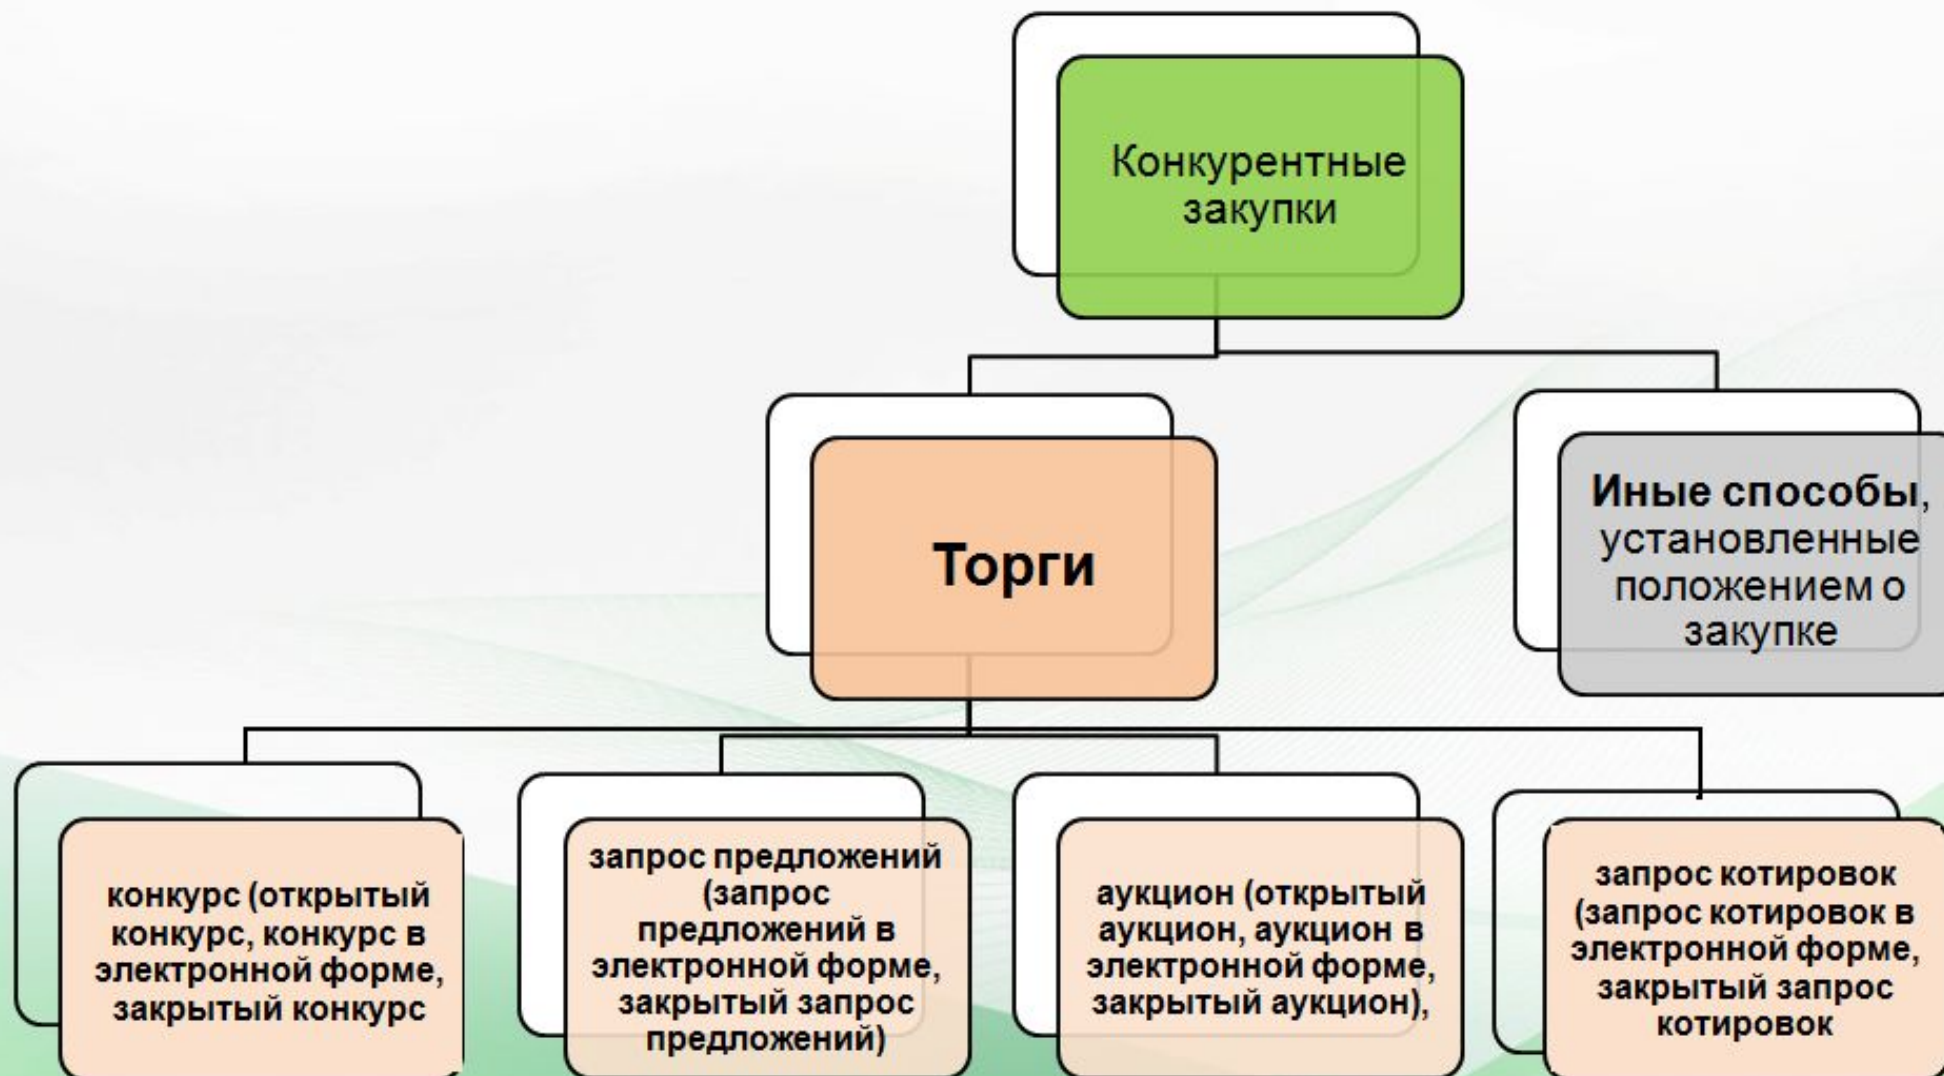 Конкурентные
закупки
Торги
Иные способы,
установленные
положением о
закупке
конкурс (открытый
конкурс, конкурс в
электронной форме,
закрытый конкурс
запрос предложений
(запрос
предложений в
электронной форме,
закрытый запрос
предложений)
аукцион (открытый
аукцион, аукцион в
электронной форме,
закрытый аукцион),
запрос котировок
(запрос котировок в
электронной форме,
закрытый запрос
котировок